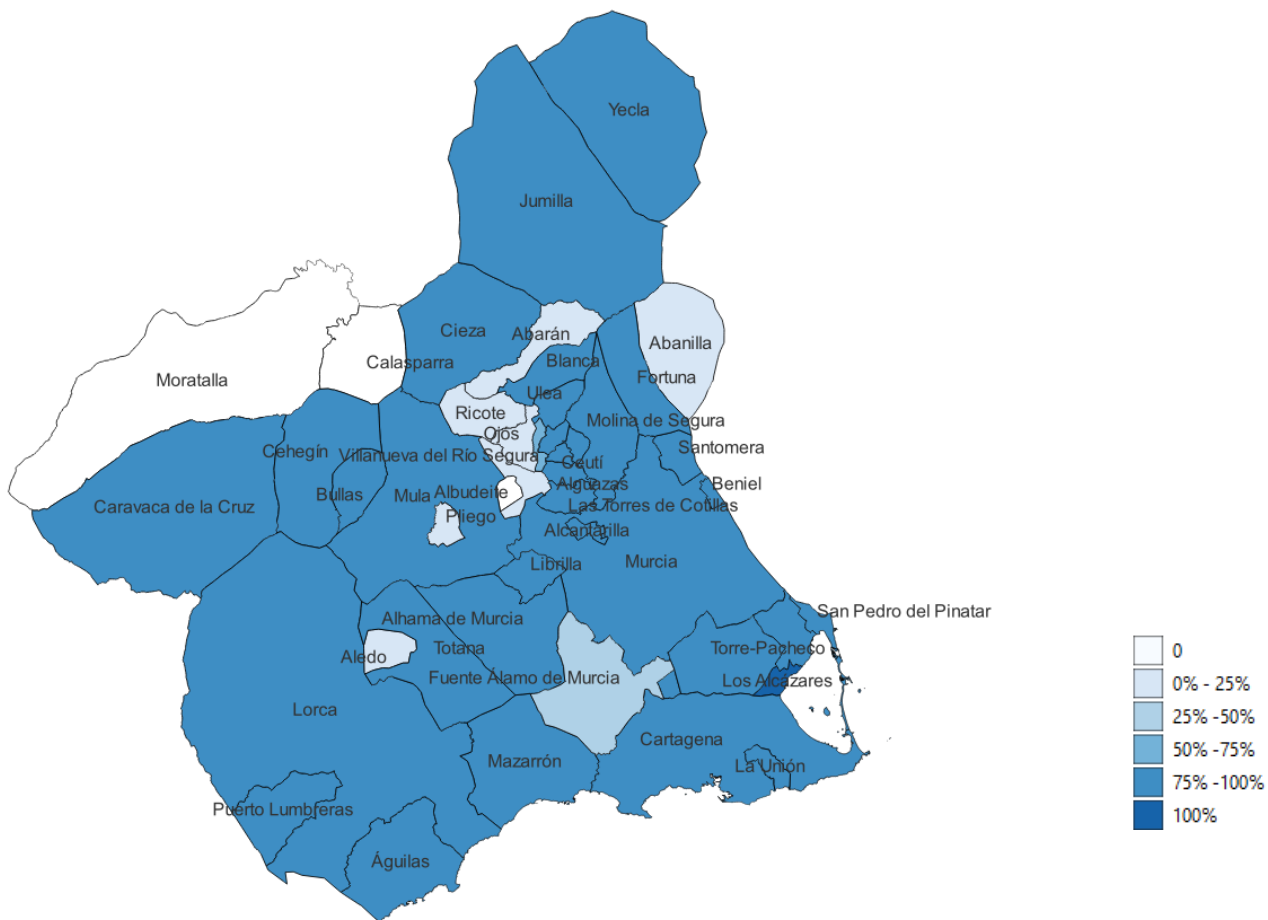 Yecla
Jumilla
Cieza
Abarán
Abanilla
Blanca
Calasparra
Moratalla
Fortuna
Ulea
Ricote
Molina de Segura
Ojós
Santomera
Cehegín
Villanueva del Río Segura
Ceutí
Alguazas
Beniel
Bullas
Mula
Albudeite
Caravaca de la Cruz
Las Torres de Cotillas
Pliego
Alcantarilla
Librilla
Murcia
San Pedro del Pinatar
Alhama de Murcia
Totana
Torre-Pacheco
Aledo
Fuente Álamo de Murcia
Los Alcázares
Lorca
Cartagena
Mazarrón
La Unión
Puerto Lumbreras
Águilas
0
0% - 25%
25% -50%
50% -75%
75% -100%
100%